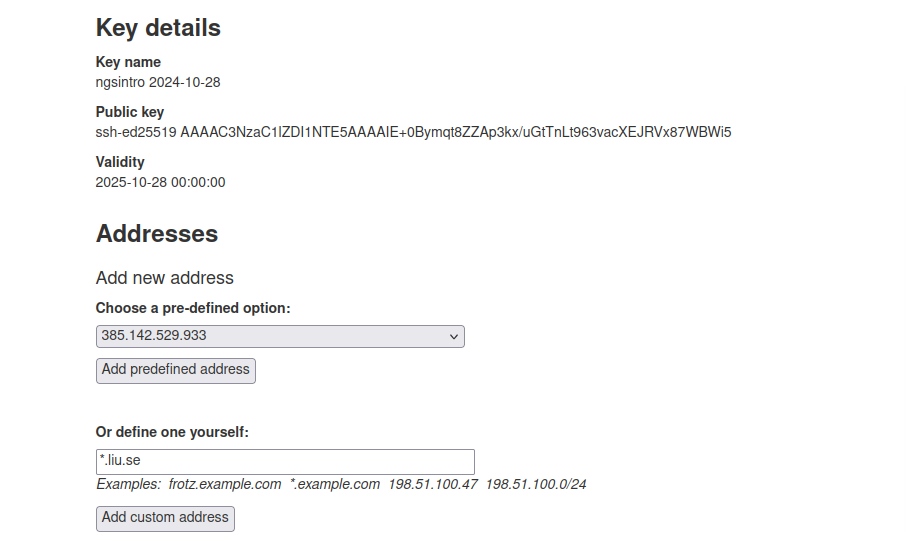 Key details
Key name
ngsintro 2024-10-28
Public key
ssh-ed25519 AAAAC3NzaC1lZDI1NTE5AAAAIE+0Bymqt8ZZAp3kx/uGtTnLt963vacXEJRVx87WBWi5
Validity
2025-10-28 00:00:00
Addresses
Add new address
Choose a pre-defined option:
385.142.529.933
Add predefined address
Or define one yourself:
*.liu.se
Examples: frotz.example.com *.example.com 198.51.100.47 198.51.100.0/24
Add custom address